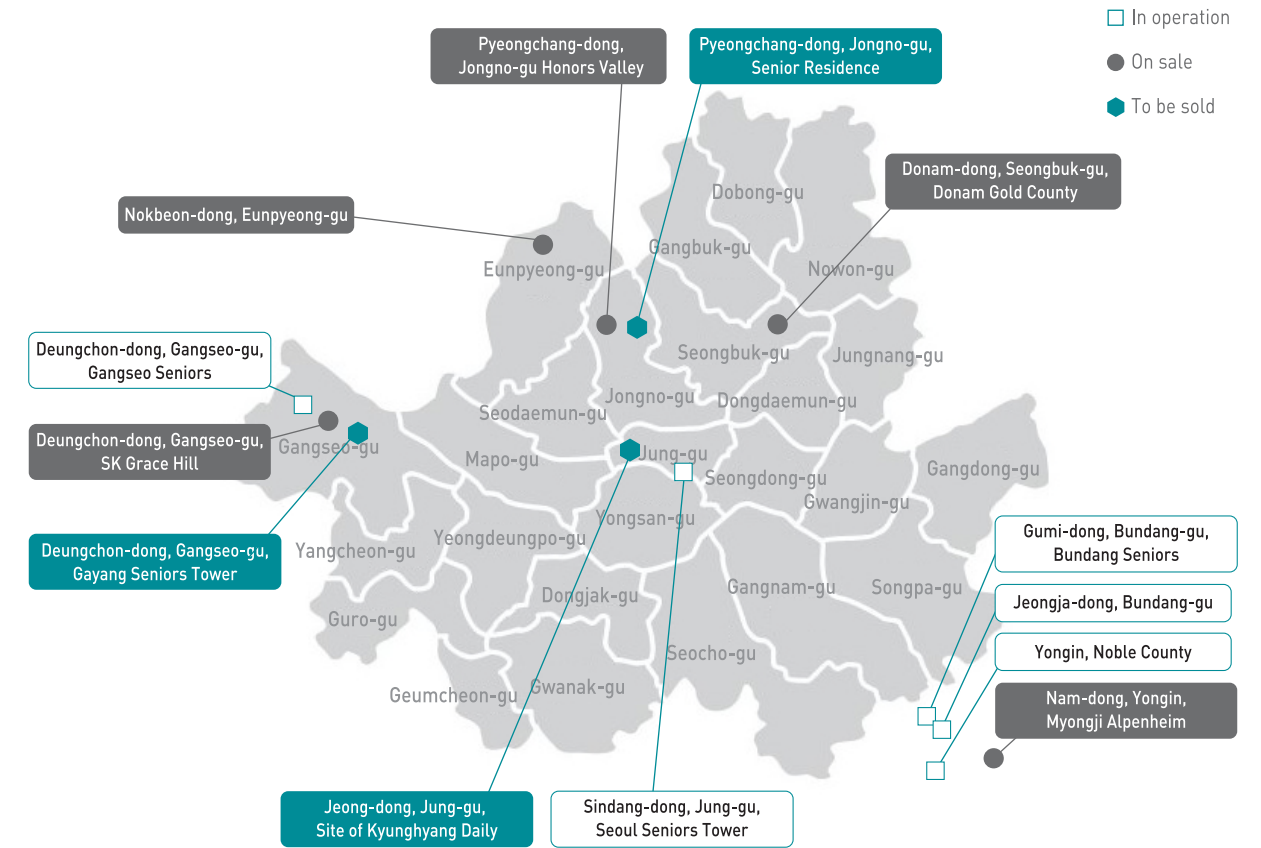 In operation
On sale
To be sold
Pyeongchang-dong,
Jongno-gu Honors Valley
Pyeongchang-dong, Jongno-gu,
Senior Residence
Donam-dong, Seongbuk-gu,
Donam Gold County
Nokbeon-dong, Eunpyeong-gu
Dobong-gu
Gangbuk-gu
Eunpyeong-gu
Nowon-gu
Deungchon-dong, Gangseo-gu,
Gangseo Seniors
Seongbuk-gu
Jungnang-gu
Jongno-gu
Dongdaemun-gu
Seodaemun-gu
Deungchon-dong, Gangseo-gu,
SK Grace Hill
Gangseo-gu
Mapo-gu
Jung-gu
Seongdong-gu
Gwangjin-gu
Gangdong-gu
Yongsan-gu
Yeongdeungpo-gu
Yangcheon-gu
Deungchon-dong, Gangseo-gu,
Gayang Seniors Tower
Gumi-dong, Bundang-gu,
Bundang Seniors
Dongjak-gu
Gangnam-gu
Songpa-gu
Jeongja-dong, Bundang-gu
Guro-gu
Seocho-gu
Yongin, Noble County
Geumcheon-gu
Gwanak-gu
Nam-dong, Yongin,
Myongji Alpenheim
Jeong-dong, Jung-gu,
Site of Kyunghyang Daily
Sindang-dong, Jung-gu,
Seoul Seniors Tower